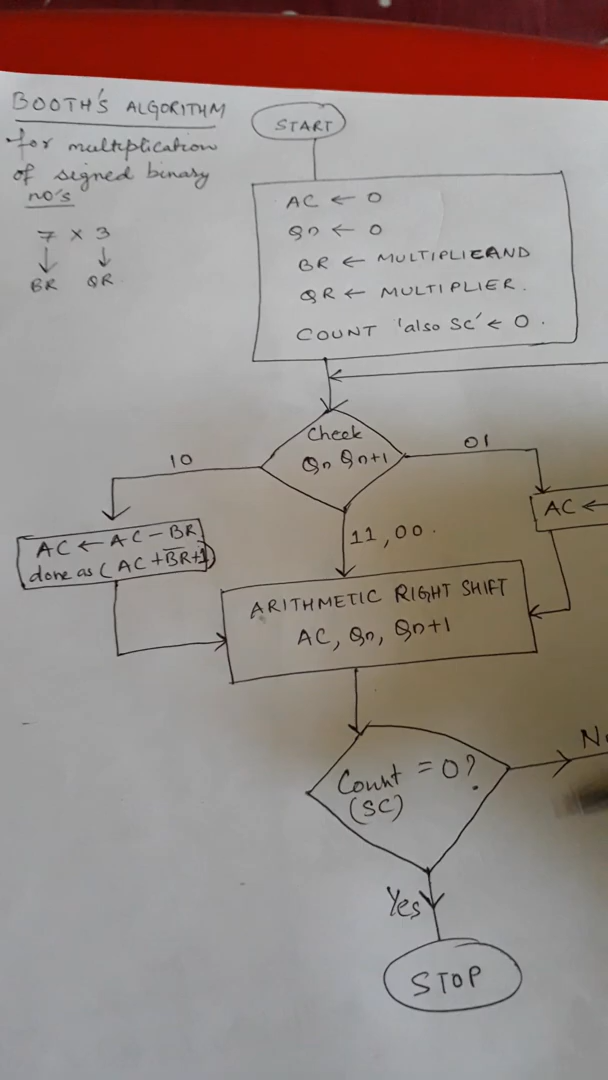 BOOTH'S ALGORITHM
for multiplication
of signed binary
no's
7 × 3
↓ ↓
BR QR
START
AC ← 0
Qn ← 0
BR ← MULTIPLICAND
QR ← MULTIPLIER.
COUNT 'also SC' ← 0.
Check
Qn Qn+1
10
01
11,00.
AC ← AC - BR
done as (AC + B̅R̅ + 1)
AC ←
ARITHMETIC RIGHT SHIFT
AC, Qn, Qn+1
Count = 0?
(SC)
Yes
STOP